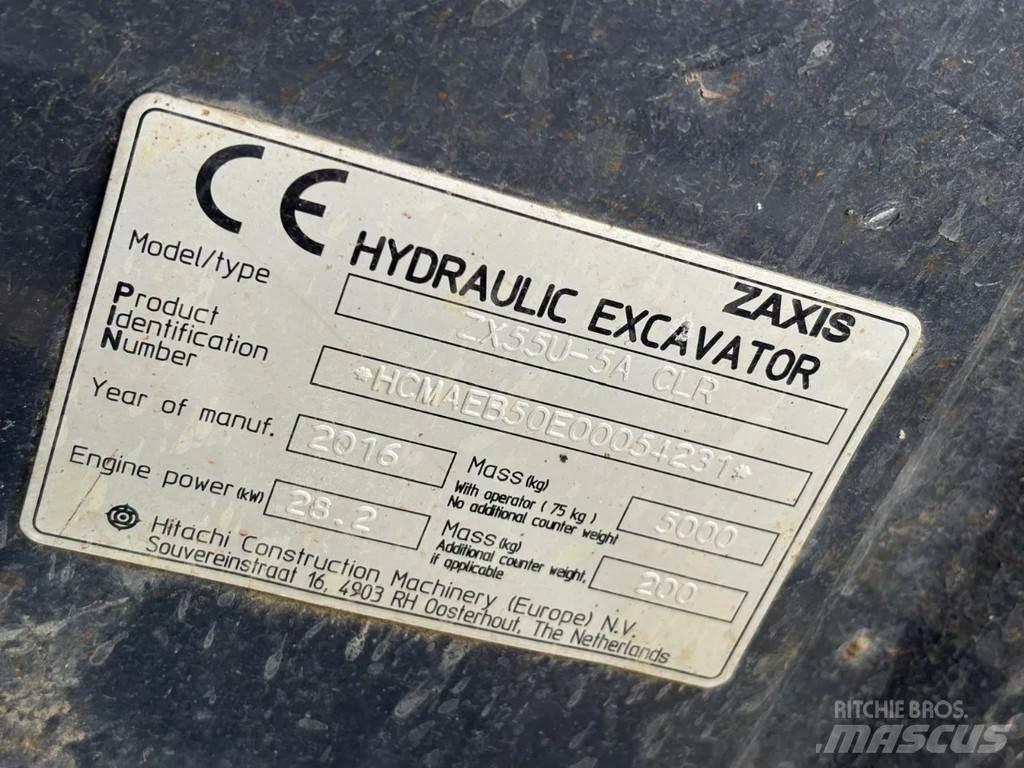 CE HYDRAULIC EXCAVATOR ZAXIS
Model/type ZX55U-5A CLR
Product
Identification
Number *HCMAEB50E00054231*
Year of manuf. 2016
Engine power (kW) 28.2
Mass (kg)
With operator ( 75 kg )
No additional counter weight 5000
Mass (kg)
Additional counter weight,
if applicable 200
Hitachi Construction Machinery (Europe) N.V.
Souvereinstraat 16, 4903 RH Oosterhout, The Netherlands
RITCHIE BROS.
MASCUS